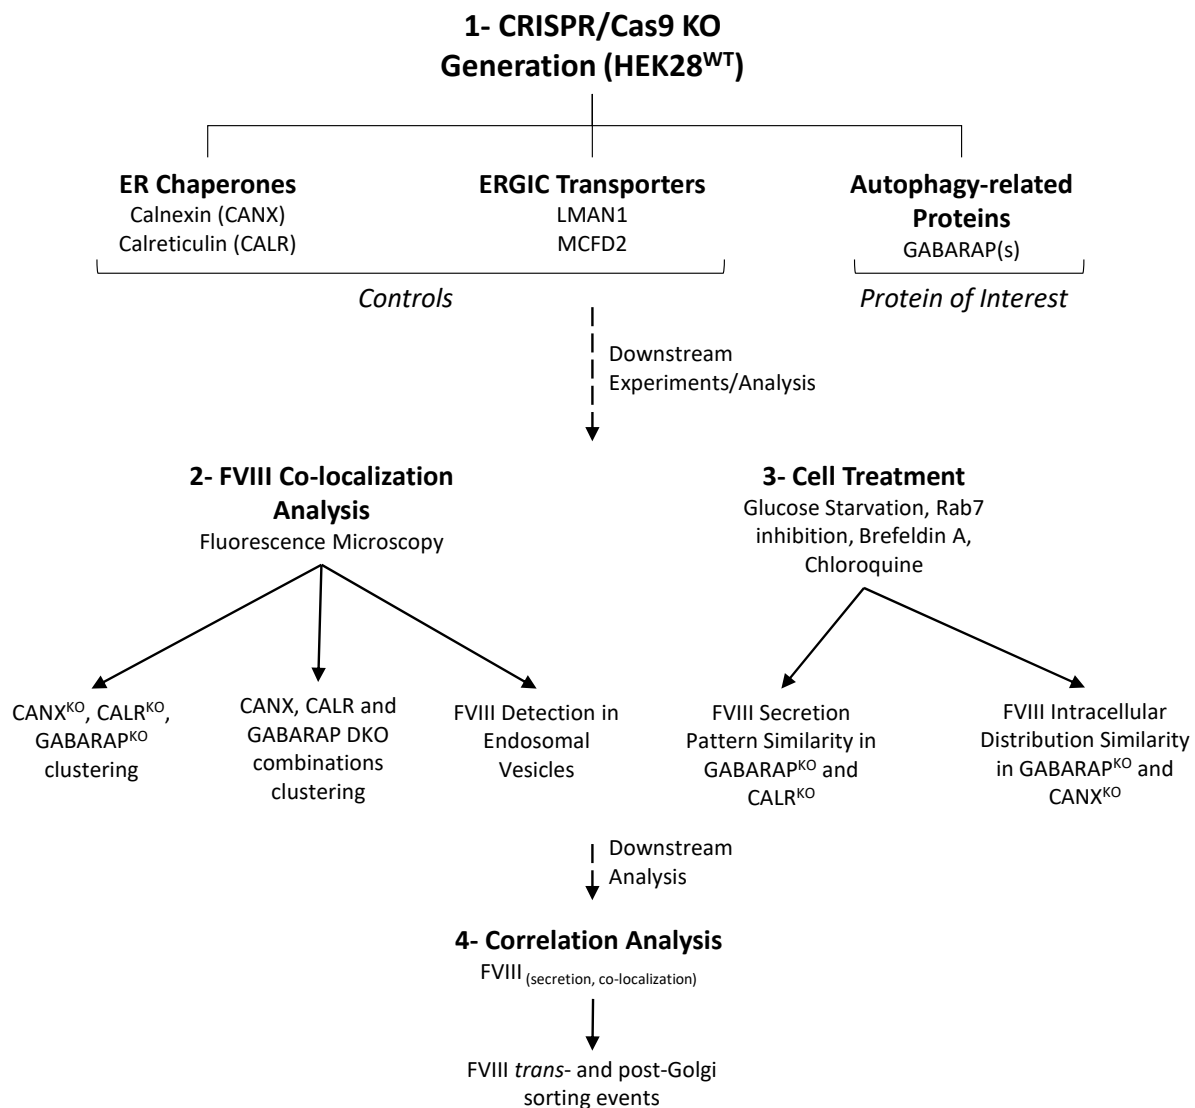 1- CRISPR/Cas9 KO
Generation (HEK28ᵂᵀ)
ER Chaperones
Calnexin (CANX)
Calreticulin (CALR)
ERGIC Transporters
LMAN1
MCFD2
Autophagy-related
Proteins
GABARAP(s)
Controls
Protein of Interest
Downstream
Experiments/Analysis
2- FVIII Co-localization
Analysis
Fluorescence Microscopy
3- Cell Treatment
Glucose Starvation, Rab7
inhibition, Brefeldin A,
Chloroquine
CANXᴷᴼ, CALRᴷᴼ,
GABARAPᴷᴼ
clustering
CANX, CALR and
GABARAP DKO
combinations
clustering
FVIII Detection in
Endosomal
Vesicles
FVIII Secretion
Pattern Similarity in
GABARAPᴷᴼ and
CALRᴷᴼ
FVIII Intracellular
Distribution Similarity
in GABARAPᴷᴼ and
CANXᴷᴼ
Downstream
Analysis
4- Correlation Analysis
FVIII (secretion, co-localization)
FVIII trans- and post-Golgi
sorting events